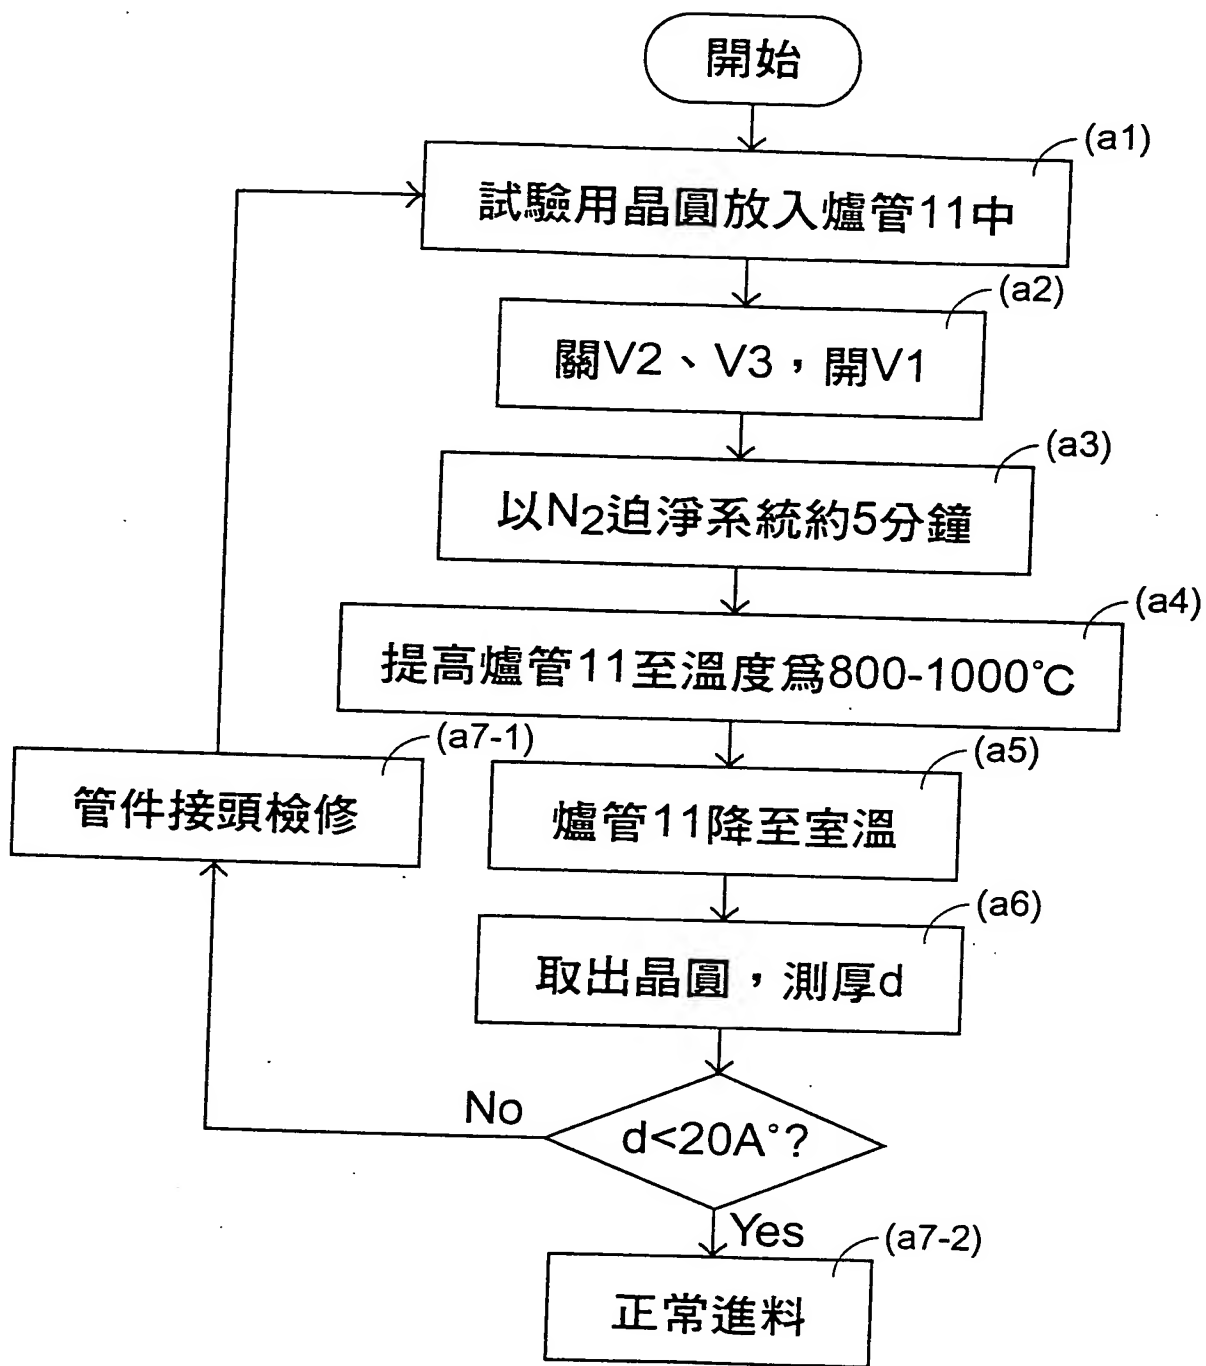 開始
(a1)
試驗用晶圓放入爐管11中
(a2)
關V2、V3，開V1
(a3)
以N2迫淨系統約5分鐘
(a4)
提高爐管11至溫度爲800-1000℃
(a7-1)
管件接頭檢修
(a5)
爐管11降至室溫
(a6)
取出晶圓，測厚d
No
d<20A°?
Yes
(a7-2)
正常進料